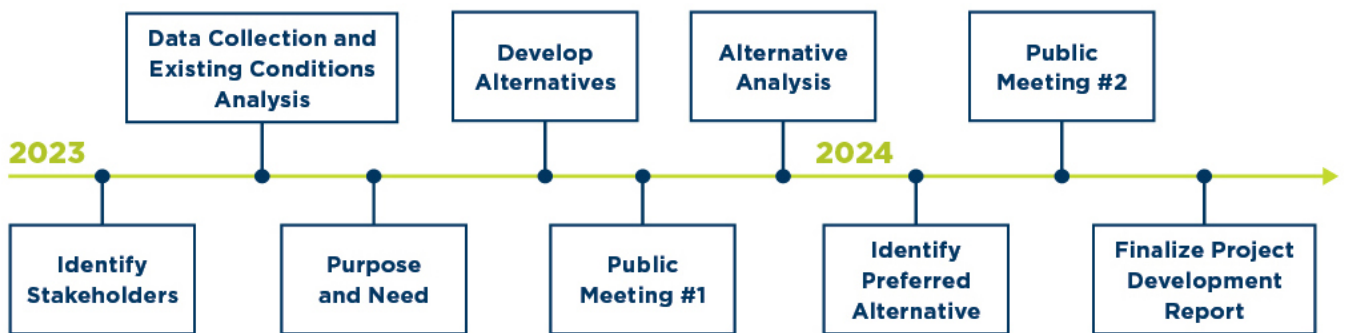 Data Collection and
Existing Conditions
Analysis
Develop
Alternatives
Alternative
Analysis
Public
Meeting #2
2023
2024
Identify
Stakeholders
Purpose
and Need
Public
Meeting #1
Identify
Preferred
Alternative
Finalize Project
Development
Report